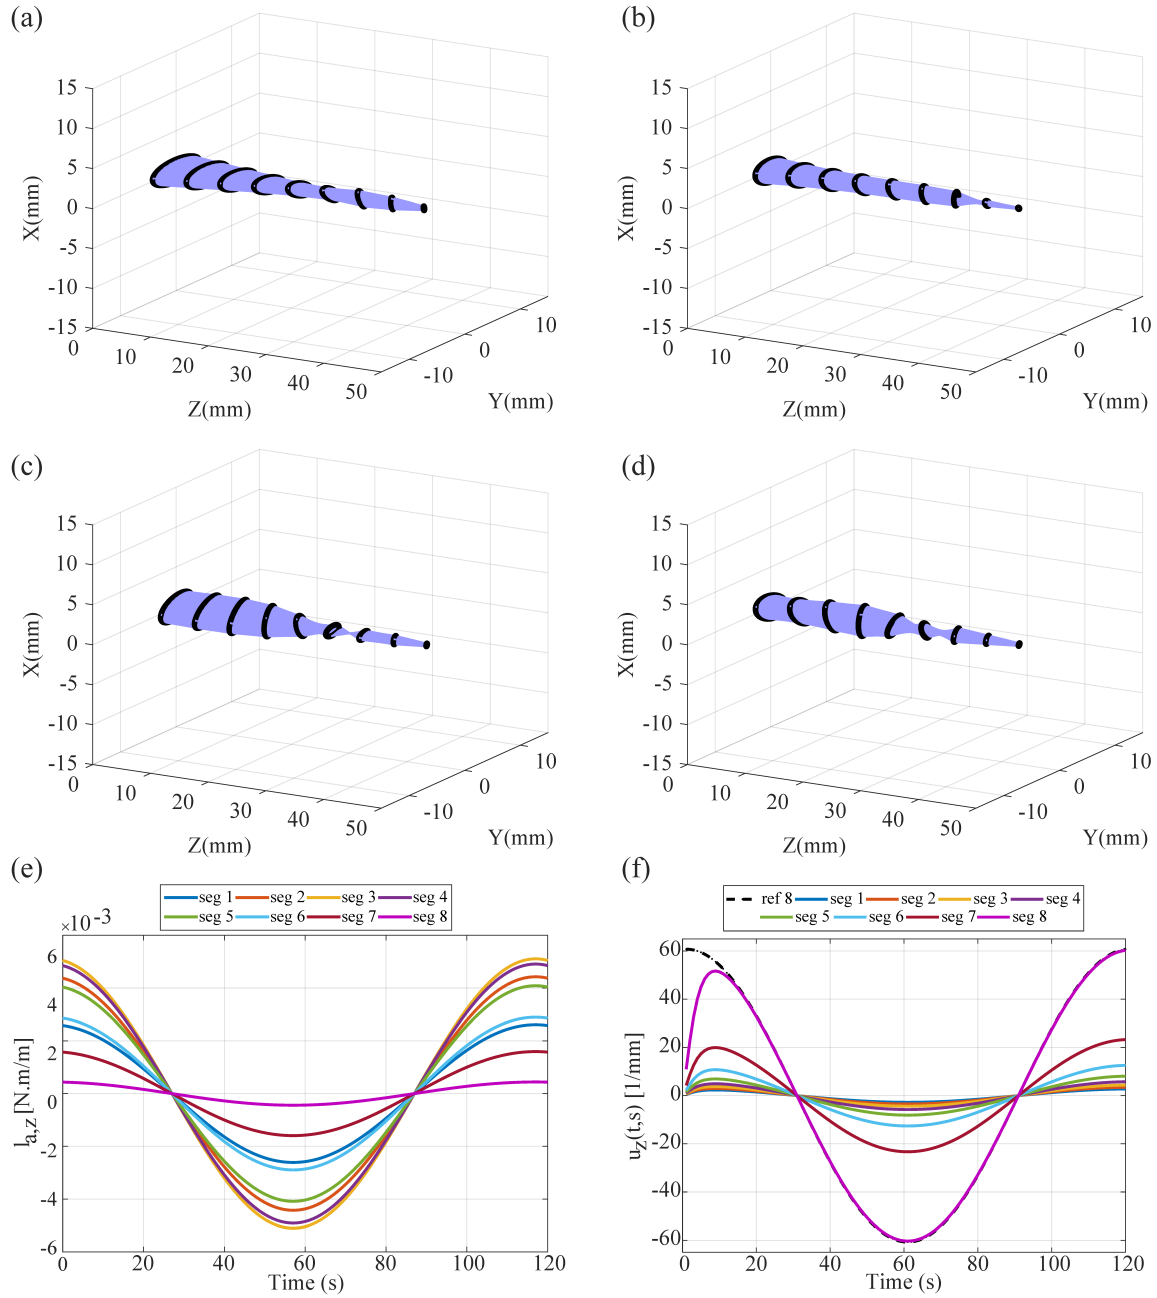 (a)
15
10
5
0
-5
-10
-15
X(mm)
0
10
20
30
40
50
Z(mm)
-10
0
10
Y(mm)
(b)
15
10
5
0
-5
-10
-15
X(mm)
0
10
20
30
40
50
Z(mm)
-10
0
10
Y(mm)
(c)
15
10
5
0
-5
-10
-15
X(mm)
0
10
20
30
40
50
Z(mm)
-10
0
10
Y(mm)
(d)
15
10
5
0
-5
-10
-15
X(mm)
0
10
20
30
40
50
Z(mm)
-10
0
10
Y(mm)
(e)
seg 1 seg 2 seg 3 seg 4
seg 5 seg 6 seg 7 seg 8
×10-3
6
4
2
0
-2
-4
-6
la,z [N.m/m]
0 20 40 60 80 100 120
Time (s)
(f)
ref 8 seg 1 seg 2 seg 3 seg 4
seg 5 seg 6 seg 7 seg 8
60
40
20
0
-20
-40
-60
uz(t,s) [1/mm]
0 20 40 60 80 100 120
Time (s)